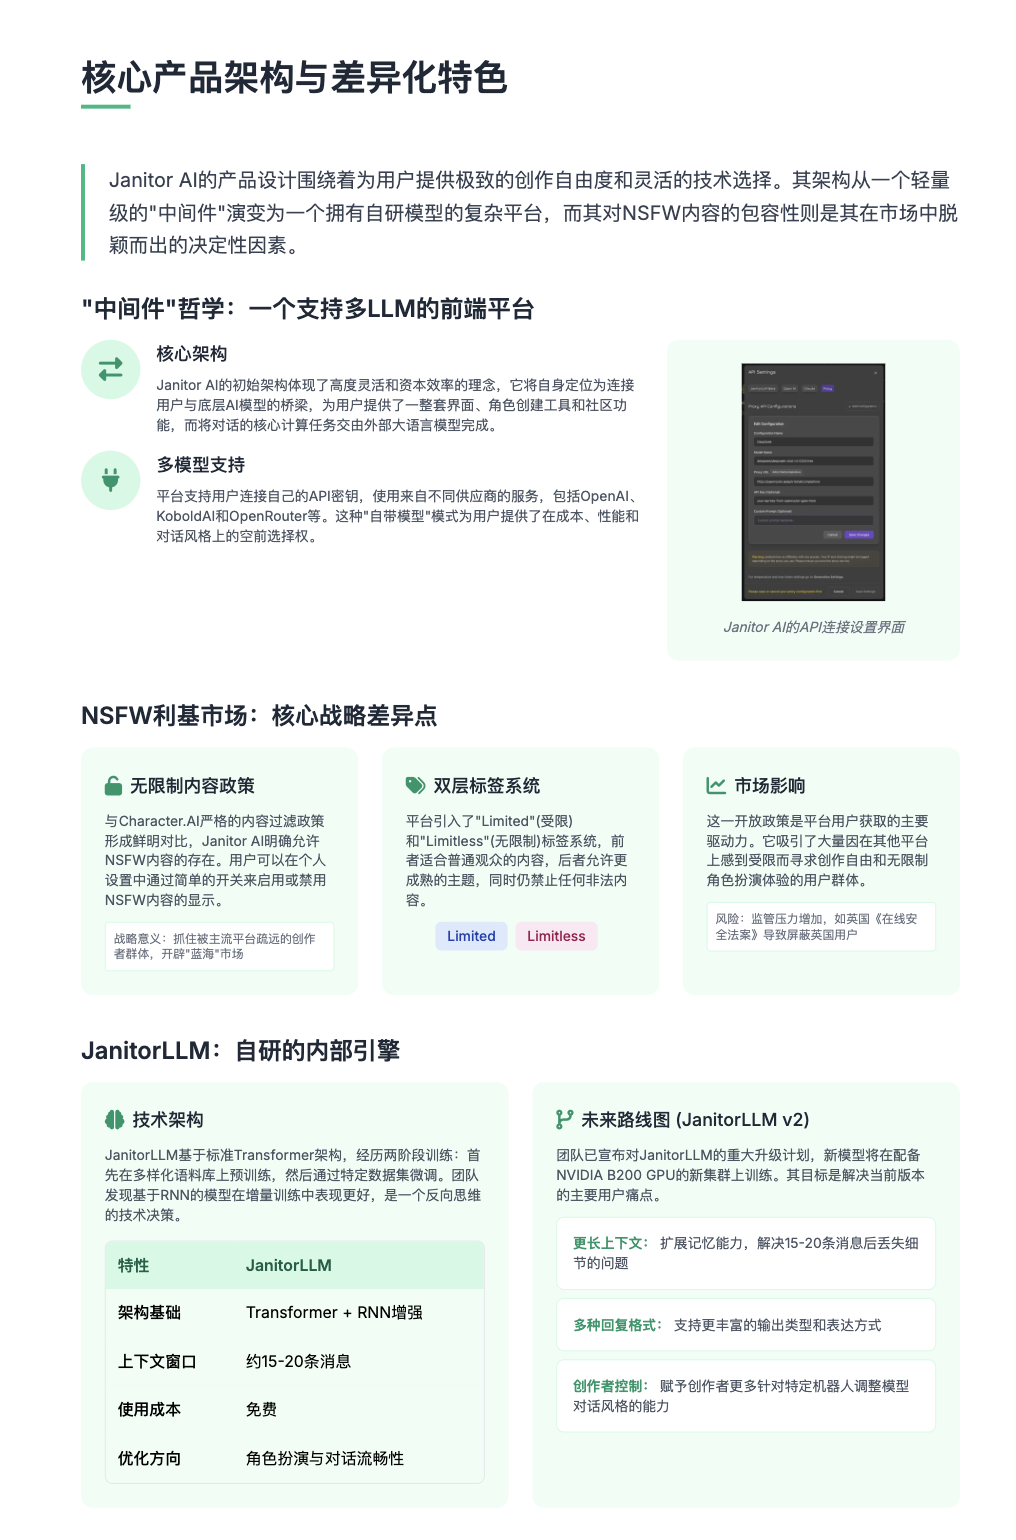 核心产品架构与差异化特色
Janitor AI的产品设计围绕着为用户提供极致的创作自由度和灵活的技术选择。其架构从一个轻量
级的"中间件"演变为一个拥有自研模型的复杂平台，而其对NSFW内容的包容性则是其在市场中脱
颖而出的决定性因素。
"中间件"哲学：一个支持多LLM的前端平台
核心架构
Janitor AI的初始架构体现了高度灵活和资本效率的理念，它将自身定位为连接
用户与底层AI模型的桥梁，为用户提供了一整套界面、角色创建工具和社区功
能，而将对话的核心计算任务交由外部大语言模型完成。
多模型支持
平台支持用户连接自己的API密钥，使用来自不同供应商的服务，包括OpenAI、
KoboldAI和OpenRouter等。这种"自带模型"模式为用户提供了在成本、性能和
对话风格上的空前选择权。
API Settings
Proxy
Proxy API Configurations
Edit Configuration
Configuration Name
Model Name
Proxy URL
API Key (Optional)
Custom Prompt (Optional)
Cancel
Save Changes
Janitor AI的API连接设置界面
NSFW利基市场：核心战略差异点
无限制内容政策
与Character.AI严格的内容过滤政策
形成鲜明对比，Janitor AI明确允许
NSFW内容的存在。用户可以在个人
设置中通过简单的开关来启用或禁用
NSFW内容的显示。
战略意义：抓住被主流平台疏远的创作
者群体，开辟"蓝海"市场
双层标签系统
平台引入了"Limited"(受限)
和"Limitless"(无限制)标签系统，前
者适合普通观众的内容，后者允许更
成熟的主题，同时仍禁止任何非法内
容。
Limited Limitless
市场影响
这一开放政策是平台用户获取的主要
驱动力。它吸引了大量因在其他平台
上感到受限而寻求创作自由和无限制
角色扮演体验的用户群体。
风险：监管压力增加，如英国《在线安
全法案》导致屏蔽英国用户
JanitorLLM：自研的内部引擎
技术架构
JanitorLLM基于标准Transformer架构，经历两阶段训练：首
先在多样化语料库上预训练，然后通过特定数据集微调。团队
发现基于RNN的模型在增量训练中表现更好，是一个反向思维
的技术决策。
特性 JanitorLLM
架构基础 Transformer + RNN增强
上下文窗口 约15-20条消息
使用成本 免费
优化方向 角色扮演与对话流畅性
未来路线图 (JanitorLLM v2)
团队已宣布对JanitorLLM的重大升级计划，新模型将在配备
NVIDIA B200 GPU的新集群上训练。其目标是解决当前版本
的主要用户痛点。
更长上下文： 扩展记忆能力，解决15-20条消息后丢失细
节的问题
多种回复格式： 支持更丰富的输出类型和表达方式
创作者控制： 赋予创作者更多针对特定机器人调整模型
对话风格的能力